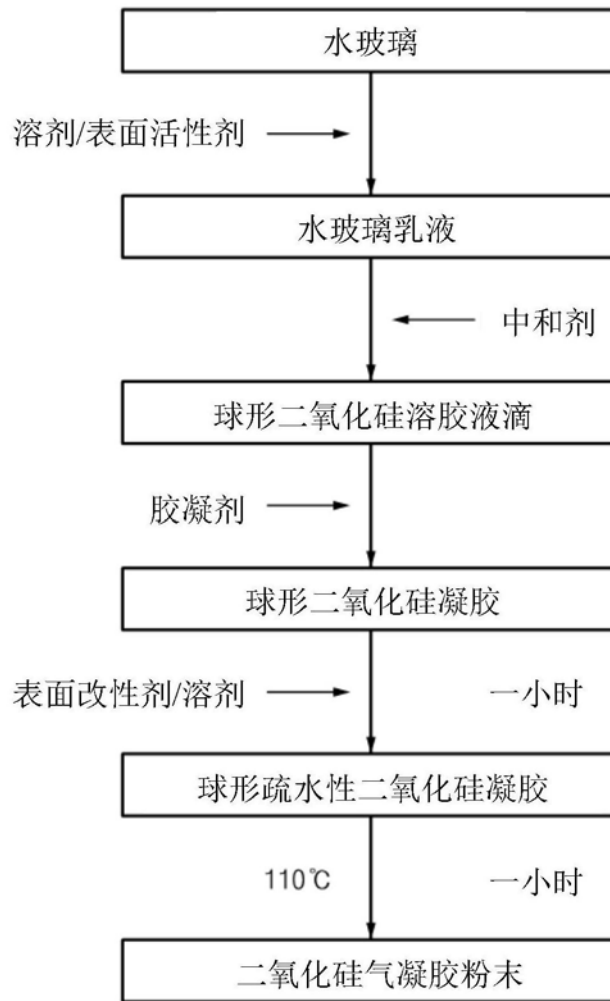 水玻璃
溶剂/表面活性剂
水玻璃乳液
中和剂
球形二氧化硅溶胶液滴
胶凝剂
球形二氧化硅凝胶
表面改性剂/溶剂 一小时
球形疏水性二氧化硅凝胶
110℃ 一小时
二氧化硅气凝胶粉末